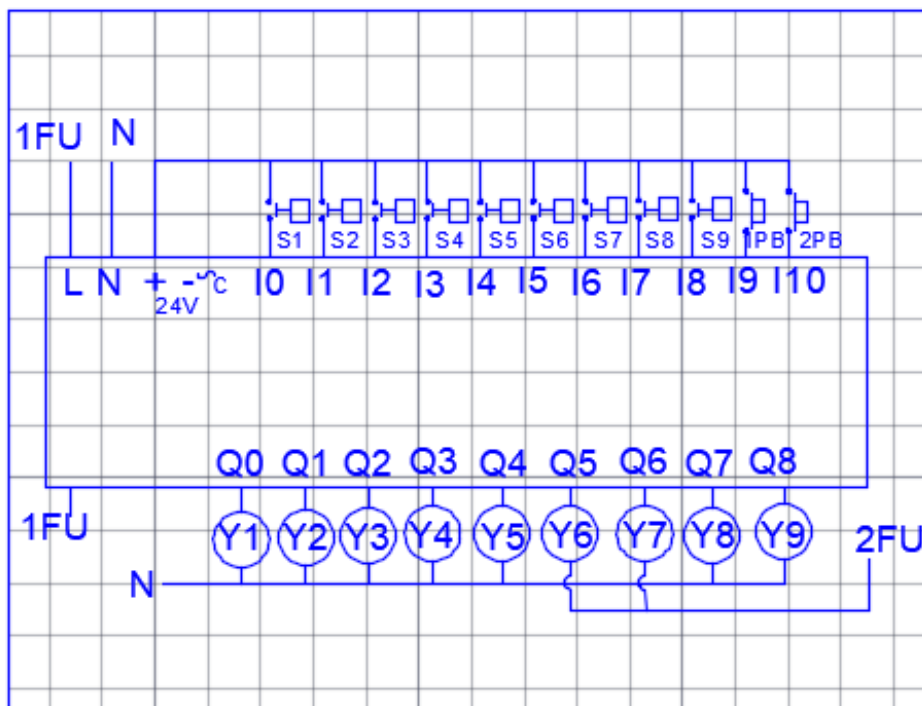 1FU N
S1 S2 S3 S4 S5 S6 S7 S8 S9 1PB 2PB
L N + - C I0 I1 I2 I3 I4 I5 I6 I7 I8 I9 I10
24V
Q0 Q1 Q2 Q3 Q4 Q5 Q6 Q7 Q8
1FU Y1 Y2 Y3 Y4 Y5 Y6 Y7 Y8 Y9 2FU
N